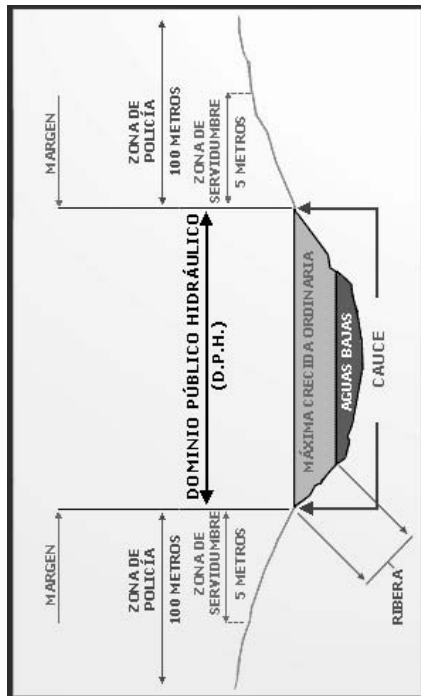 MARGEN
MARGEN
ZONA DE
POLICÍA
100 METROS
ZONA DE
POLICÍA
100 METROS
ZONA DE
SERVIDUMBRE
5 METROS
DOMINIO PÚBLICO HIDRÁULICO
(D.P.H.)
ZONA DE
SERVIDUMBRE
5 METROS
MÁXIMA CRECIDA ORDINARIA
AGUAS BAJAS
CAUCE
RIBERA